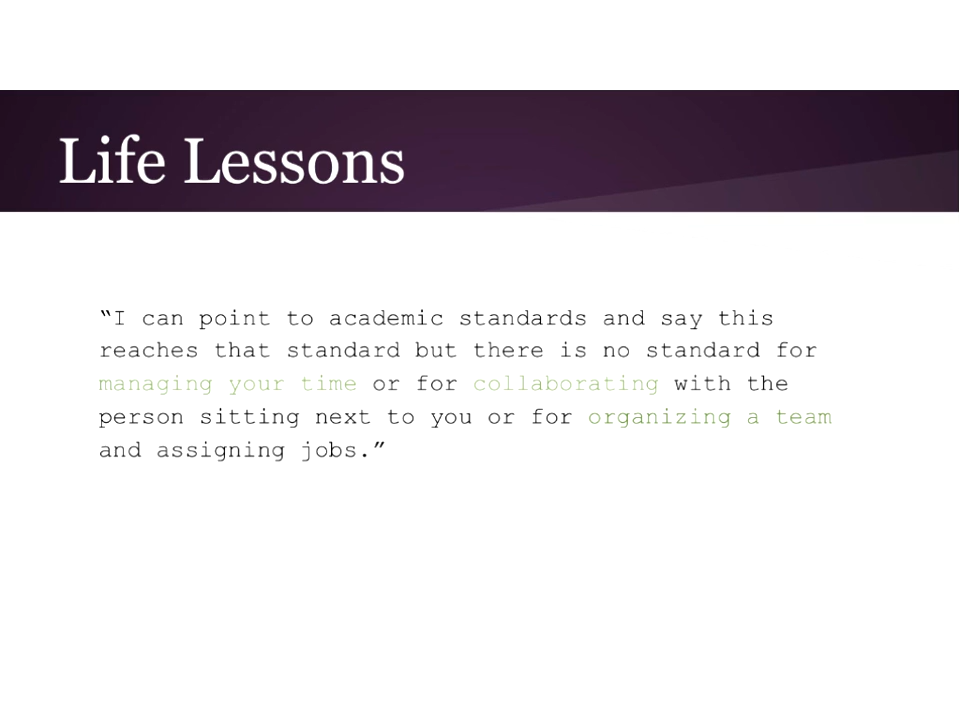 Life Lessons
“I can point to academic standards and say this
reaches that standard but there is no standard for
managing your time or for collaborating with the
person sitting next to you or for organizing a team
and assigning jobs.”